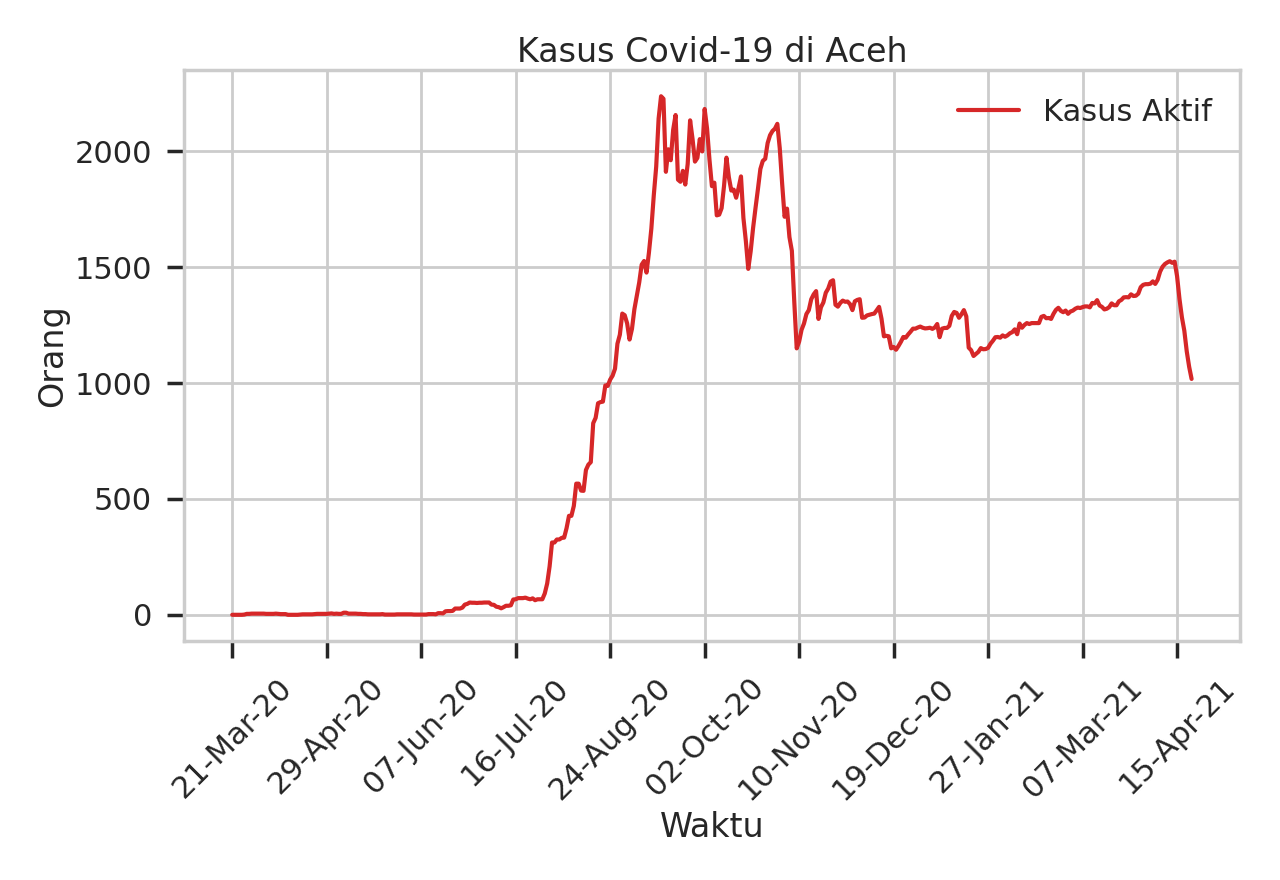 Kasus Covid-19 di Aceh
Kasus Aktif
Orang
2000
1500
1000
500
0
21-Mar-20
29-Apr-20
07-Jun-20
16-Jul-20
24-Aug-20
02-Oct-20
10-Nov-20
19-Dec-20
27-Jan-21
07-Mar-21
15-Apr-21
Waktu